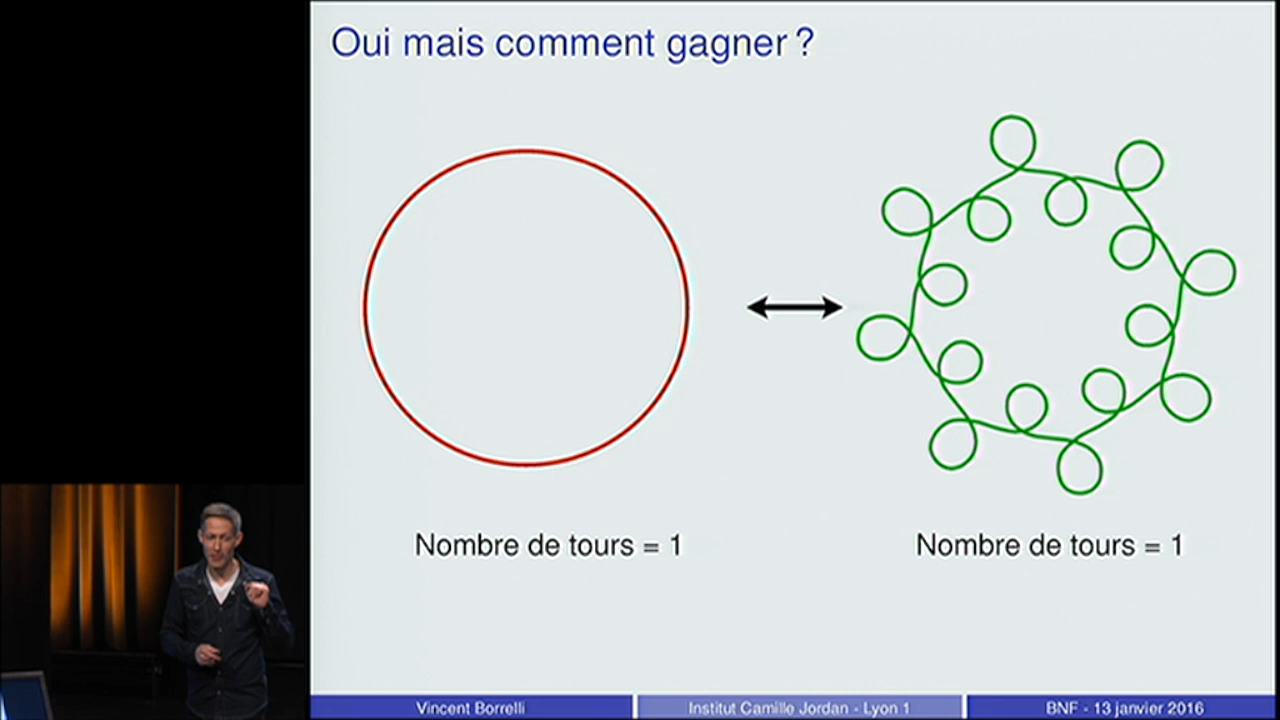 Oui mais comment gagner ?
Nombre de tours = 1
Nombre de tours = 1
Vincent Borrelli
Institut Camille Jordan - Lyon 1
BNF - 13 janvier 2016